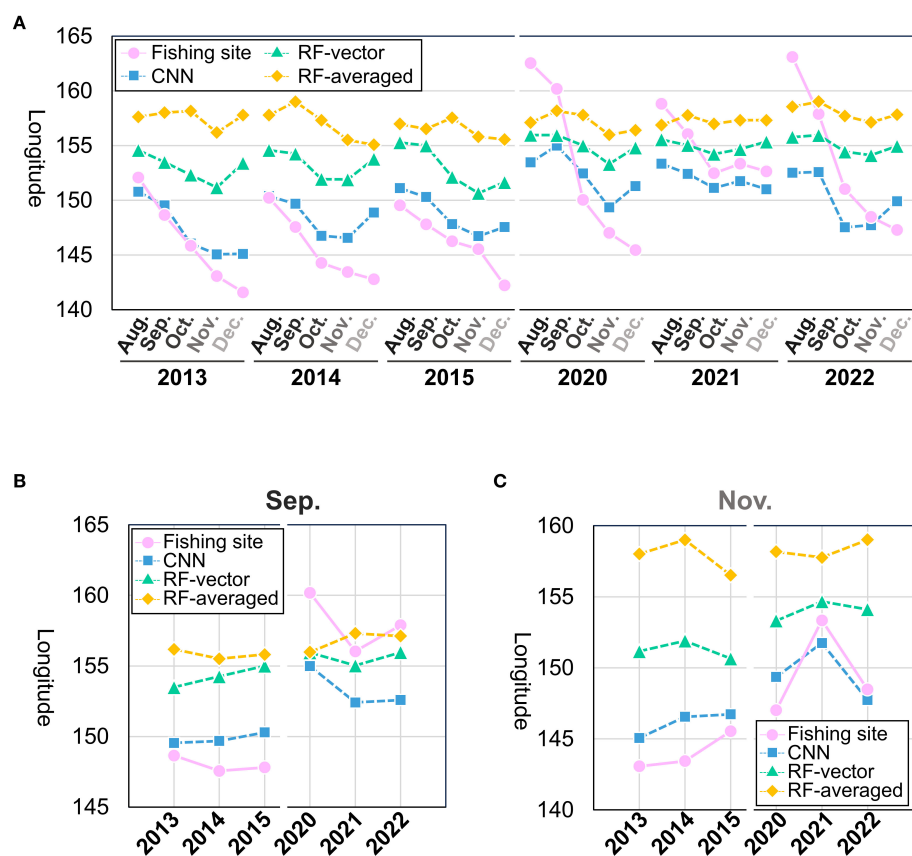 A
165
160
155
150
145
140
Longitude
Fishing site
CNN
RF-vector
RF-averaged
Aug. Sep. Oct. Nov. Dec. Aug. Sep. Oct. Nov. Dec. Aug. Sep. Oct. Nov. Dec. Aug. Sep. Oct. Nov. Dec. Aug. Sep. Oct. Nov. Dec. Aug. Sep. Oct. Nov. Dec.
2013 2014 2015 2020 2021 2022
B
Sep.
165
160
155
150
145
Longitude
Fishing site
CNN
RF-vector
RF-averaged
2013 2014 2015 2020 2021 2022
C
Nov.
160
155
150
145
140
Longitude
Fishing site
CNN
RF-vector
RF-averaged
2013 2014 2015 2020 2021 2022